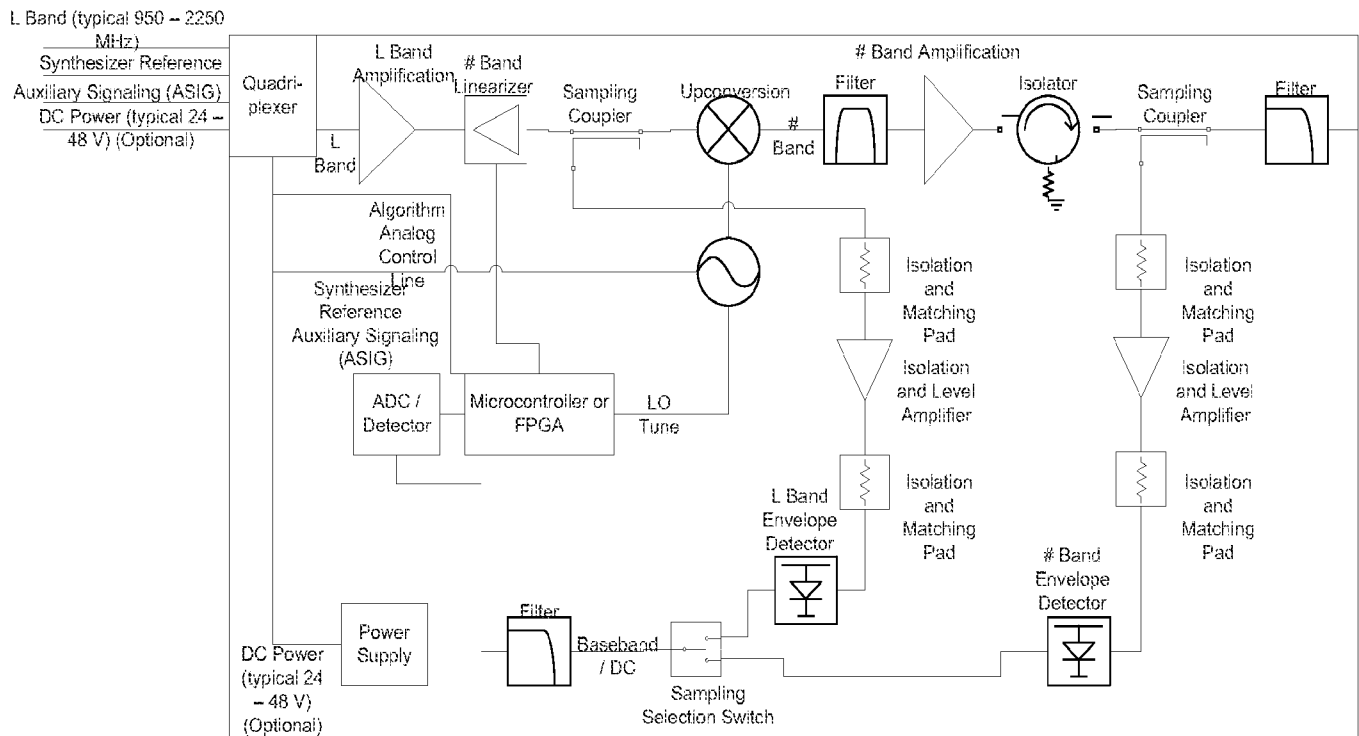 L Band (typical 950 – 2250
MHz)
Synthesizer Reference
Auxiliary Signaling (ASIG)
DC Power (typical 24 –
48 V) (Optional)
Quadri-
plexer
L
Band
L Band
Amplification
# Band
Linearizer
Sampling
Coupler
Upconversion
#
Band
# Band Amplification
Filter
Isolator
Sampling
Coupler
Filter
Algorithm
Analog
Control
Line
Synthesizer
Reference
Auxiliary Signaling
(ASIG)
ADC /
Detector
Microcontroller or
FPGA
LO
Tune
Isolation
and
Matching
Pad
Isolation
and Level
Amplifier
Isolation
and
Matching
Pad
Isolation
and
Matching
Pad
Isolation
and Level
Amplifier
Isolation
and
Matching
Pad
L Band
Envelope
Detector
# Band
Envelope
Detector
DC Power
(typical 24
– 48 V)
(Optional)
Power
Supply
Filter
Baseband
/ DC
Sampling
Selection Switch